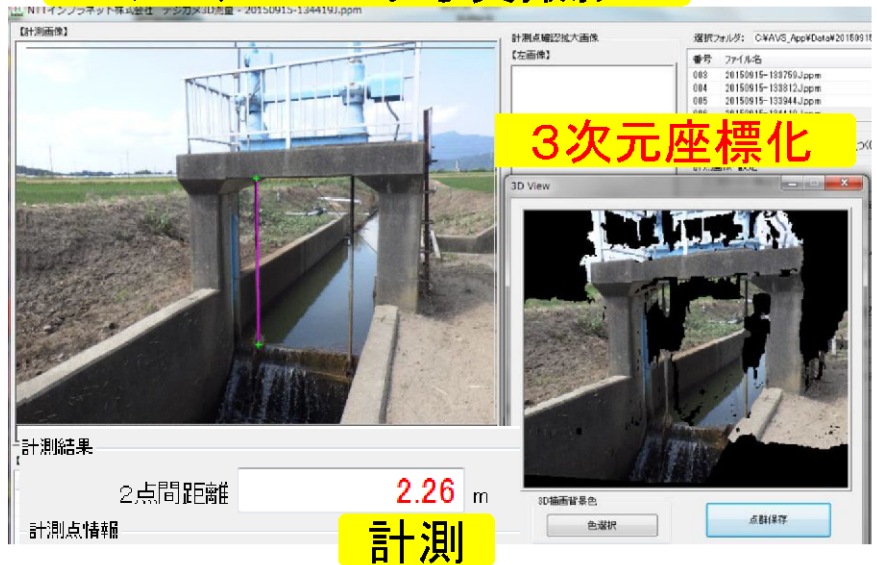 NTTインフラネット株式会社 デジカメ3D測量 - 20150915-134419J.ppm
【計測画像】
計測点確認拡大画像
【左画像】
選択フォルダ: C:¥AVS_App¥Data¥20150915
番号 ファイル名
003 20150915-133759J.ppm
004 20150915-133812J.ppm
005 20150915-133944J.ppm
3次元座標化
3D View
計測結果
2点間距離 2.26 m
計測点情報
計測
3D描画背景色
色選択
点群保存